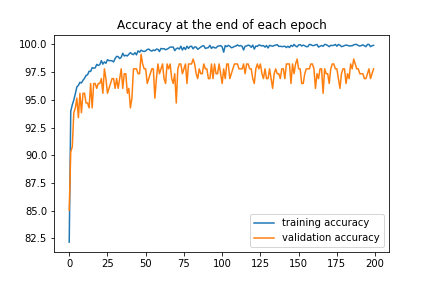 Accuracy at the end of each epoch
100.0
97.5
95.0
92.5
90.0
87.5
85.0
82.5
training accuracy
validation accuracy
0 25 50 75 100 125 150 175 200